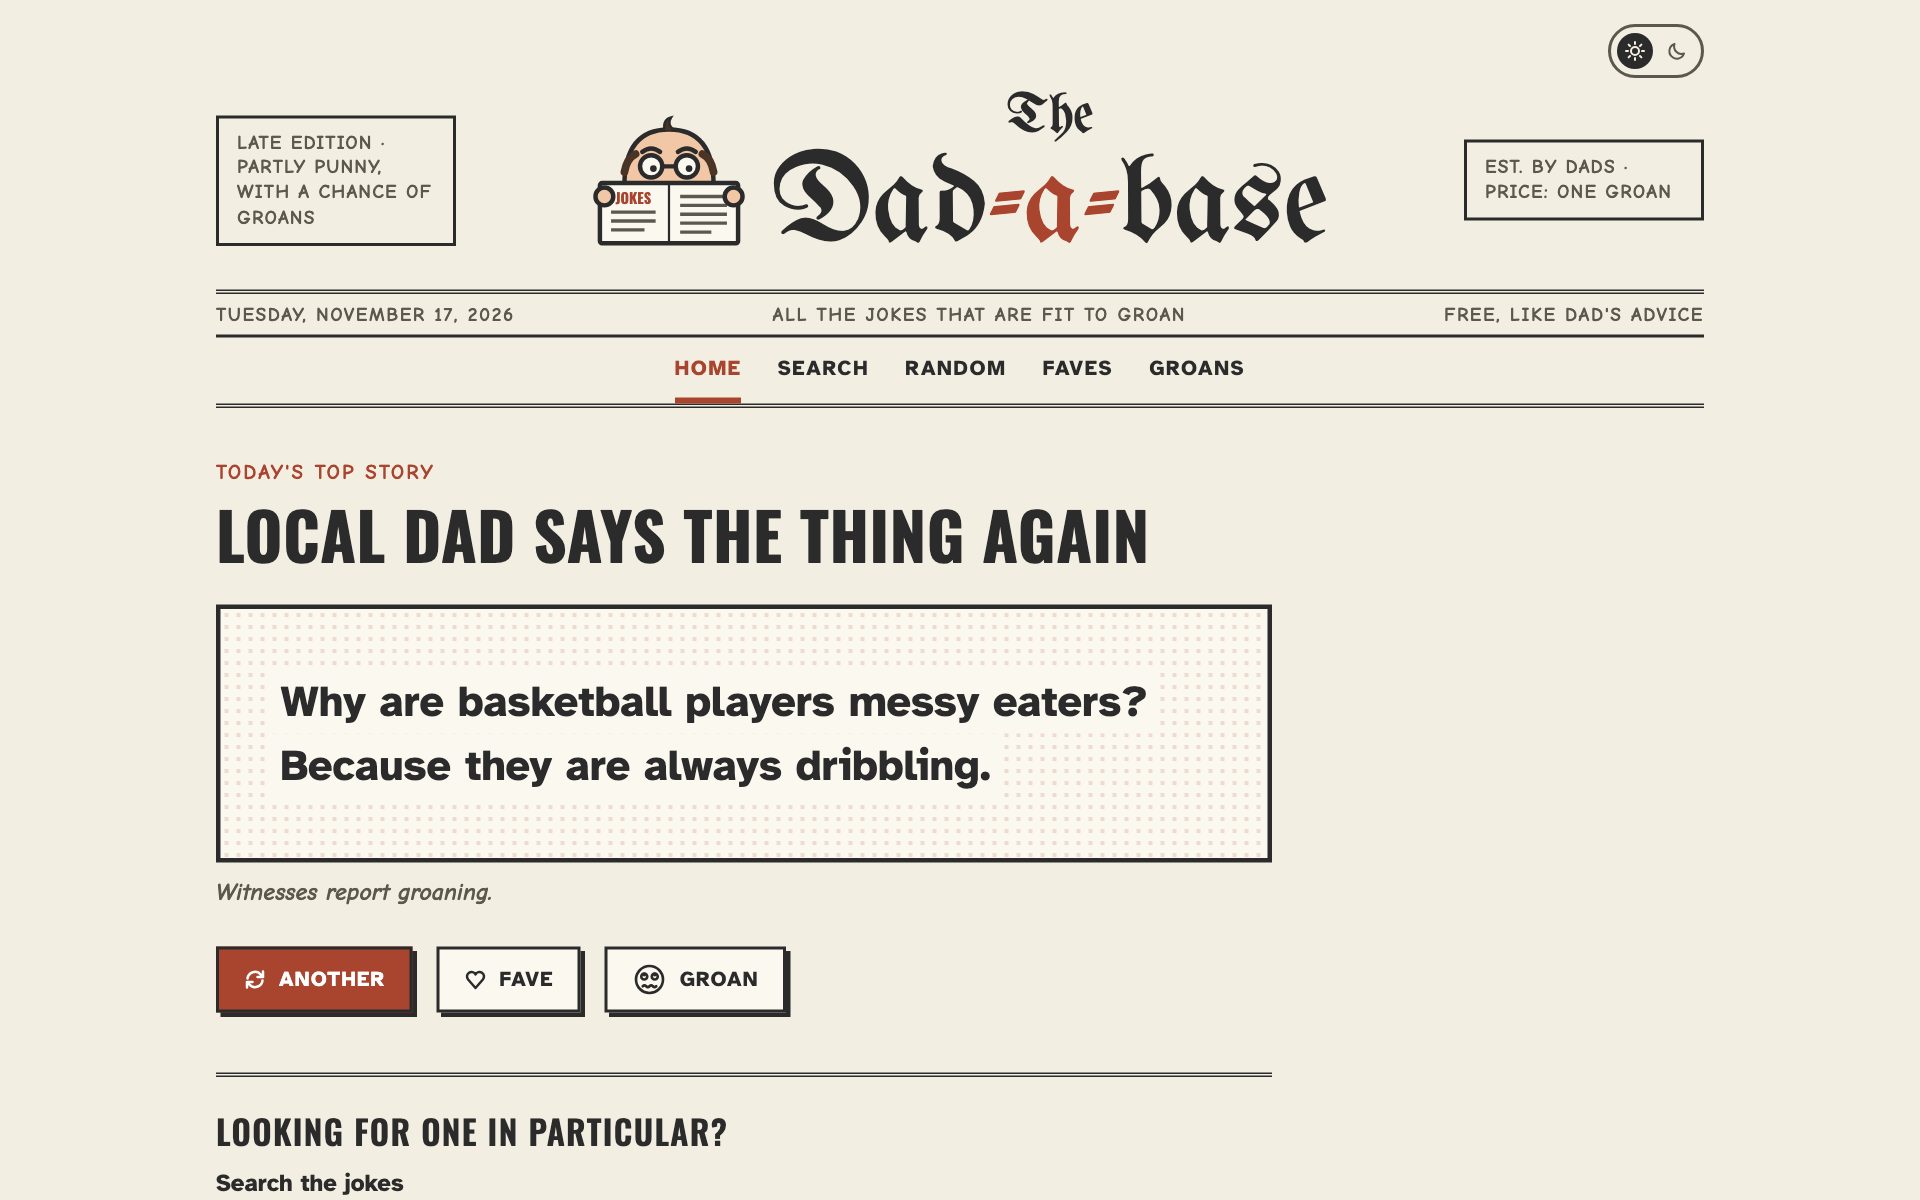 LATE EDITION ·
PARTLY PUNNY,
WITH A CHANCE OF
GROANS
JOKES
The
Dad=a=base
EST. BY DADS ·
PRICE: ONE GROAN
TUESDAY, NOVEMBER 17, 2026
ALL THE JOKES THAT ARE FIT TO GROAN
FREE, LIKE DAD'S ADVICE
HOME SEARCH RANDOM FAVES GROANS
TODAY'S TOP STORY
LOCAL DAD SAYS THE THING AGAIN
Why are basketball players messy eaters?
Because they are always dribbling.
Witnesses report groaning.
ANOTHER
FAVE
GROAN
LOOKING FOR ONE IN PARTICULAR?
Search the jokes